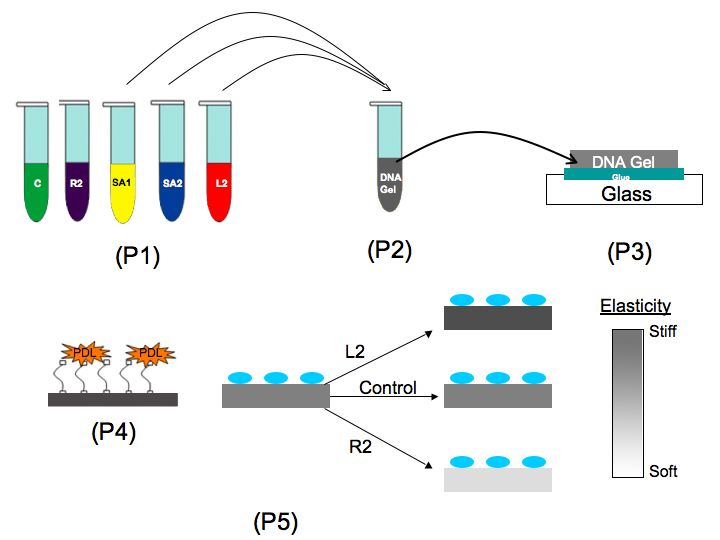 C
R2
SA1
SA2
L2
DNA
Gel
DNA Gel
Glue
Glass
(P1)
(P2)
(P3)
PDL
PDL
(P4)
L2
Control
R2
(P5)
Elasticity
Stiff
Soft